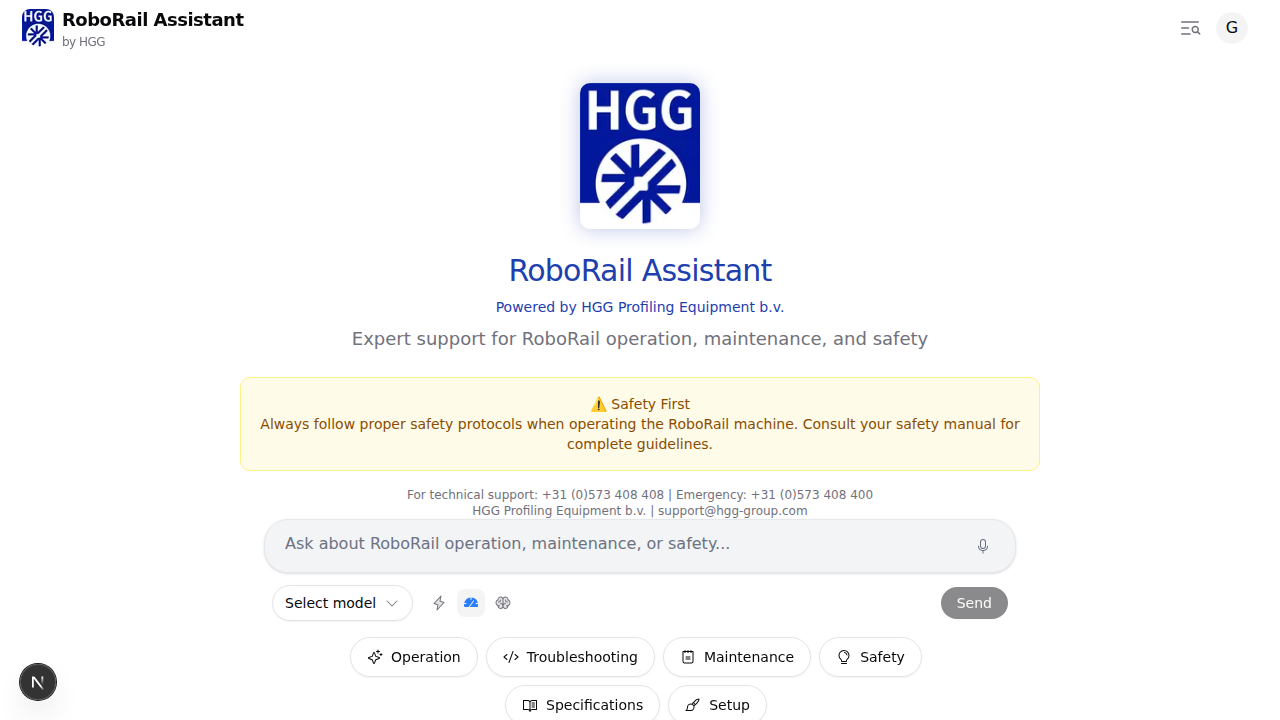 HGG
RoboRail Assistant
by HGG
G
HGG
RoboRail Assistant
Powered by HGG Profiling Equipment b.v.
Expert support for RoboRail operation, maintenance, and safety
⚠️ Safety First
Always follow proper safety protocols when operating the RoboRail machine. Consult your safety manual for
complete guidelines.
For technical support: +31 (0)573 408 408 | Emergency: +31 (0)573 408 400
HGG Profiling Equipment b.v. | support@hgg-group.com
Ask about RoboRail operation, maintenance, or safety...
Select model
Send
Operation
Troubleshooting
Maintenance
Safety
N
Specifications
Setup